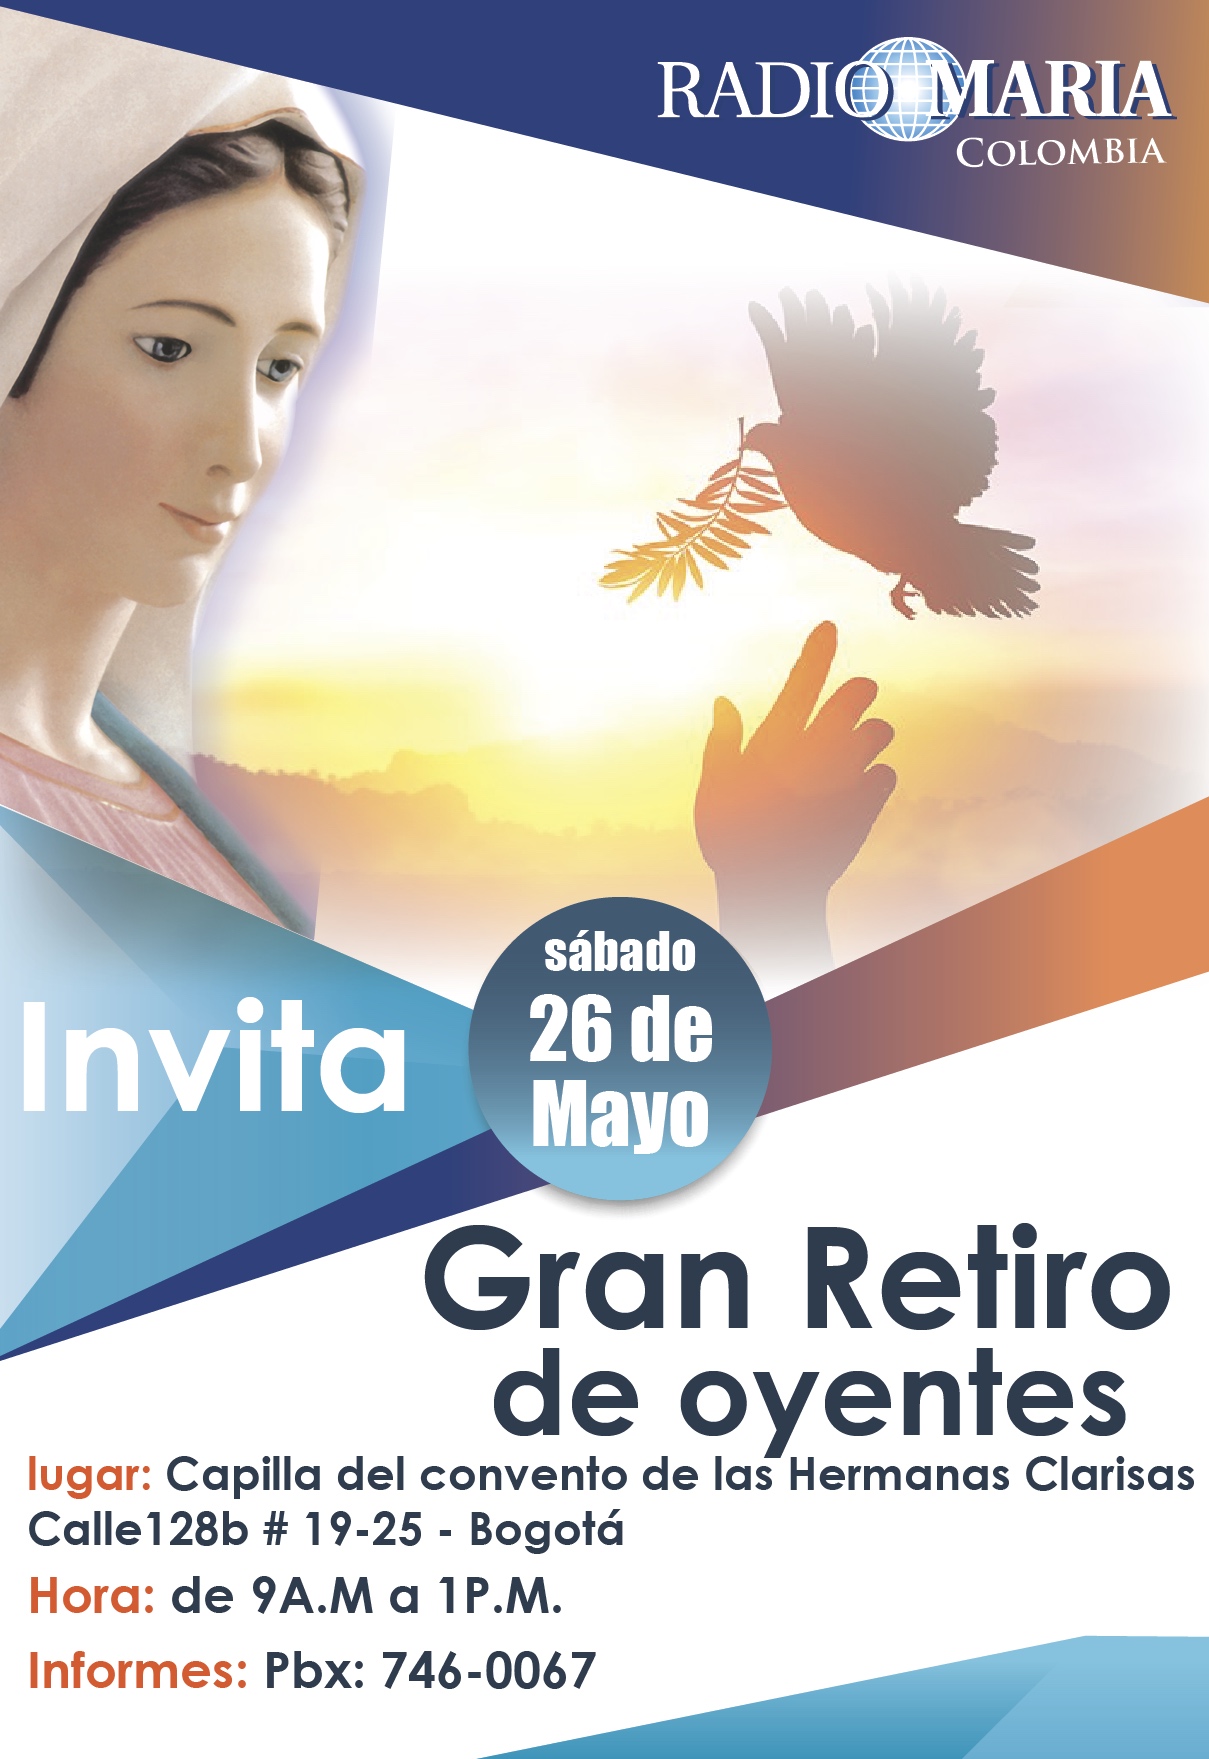 RADIO MARIA
COLOMBIA
Invita
sábado
26 de
Mayo
Gran Retiro
de oyentes
lugar: Capilla del convento de las Hermanas Clarisas
Calle128b # 19-25 - Bogotá
Hora: de 9A.M a 1P.M.
Informes: Pbx: 746-0067